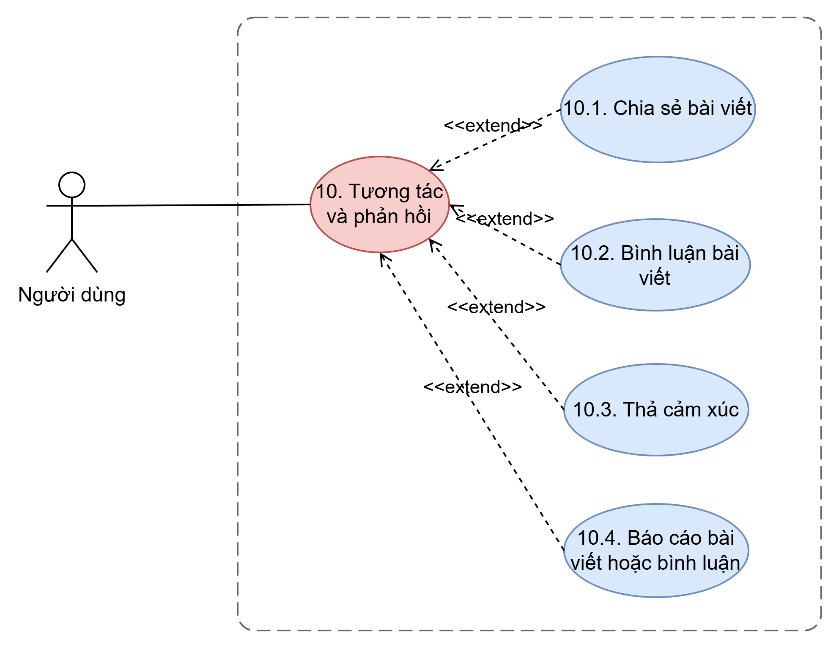 10.1. Chia sẻ bài viết
<<extend>>
10. Tương tác
và phản hồi
<<extend>>
10.2. Bình luận bài
viết
Người dùng
<<extend>>
<<extend>>
10.3. Thả cảm xúc
10.4. Báo cáo bài
viết hoặc bình luận